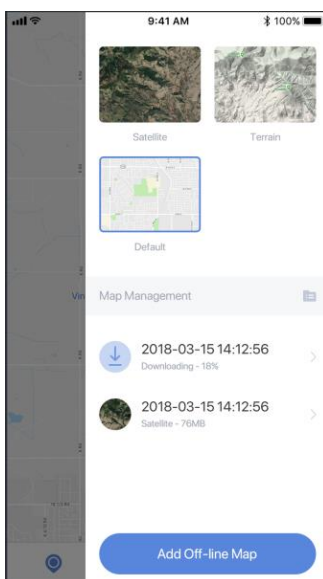 9:41 AM
100%
Satellite
Terrain
Default
Vin
Map Management
2018-03-15 14:12:56
Downloading - 18%
2018-03-15 14:12:56
Satellite - 76MB
Add Off-line Map